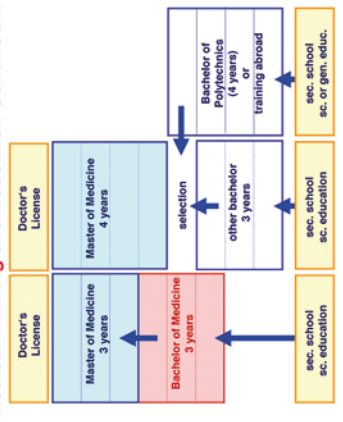 Doctor's
License
Master of Medicine
3 years
Bachelor of Medicine
3 years
sec. school
sc. education
Doctor's
License
Master of Medicine
4 years
selection
other bachelor
3 years
sec. school
sc. education
Bachelor of
Polytechnics
(4 years)
or
training abroad
sec. school
sc. or gen. educ.